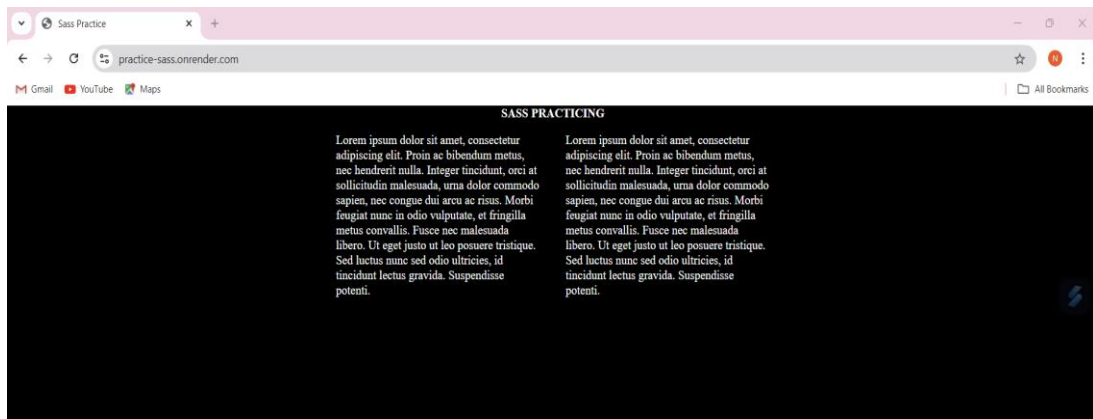 Sass Practice
practice-sass.onrender.com
N
Gmail YouTube Maps All Bookmarks
SASS PRACTICING
Lorem ipsum dolor sit amet, consectetur
adipiscing elit. Proin ac bibendum metus,
nec hendrerit nulla. Integer tincidunt, orci at
sollicitudin malesuada, urna dolor commodo
sapien, nec congue dui arcu ac risus. Morbi
feugiat nunc in odio vulputate, et fringilla
metus convallis. Fusce nec malesuada
libero. Ut eget justo ut leo posuere tristique.
Sed luctus nunc sed odio ultricies, id
tincidunt lectus gravida. Suspendisse
potenti.
Lorem ipsum dolor sit amet, consectetur
adipiscing elit. Proin ac bibendum metus,
nec hendrerit nulla. Integer tincidunt, orci at
sollicitudin malesuada, urna dolor commodo
sapien, nec congue dui arcu ac risus. Morbi
feugiat nunc in odio vulputate, et fringilla
metus convallis. Fusce nec malesuada
libero. Ut eget justo ut leo posuere tristique.
Sed luctus nunc sed odio ultricies, id
tincidunt lectus gravida. Suspendisse
potenti.